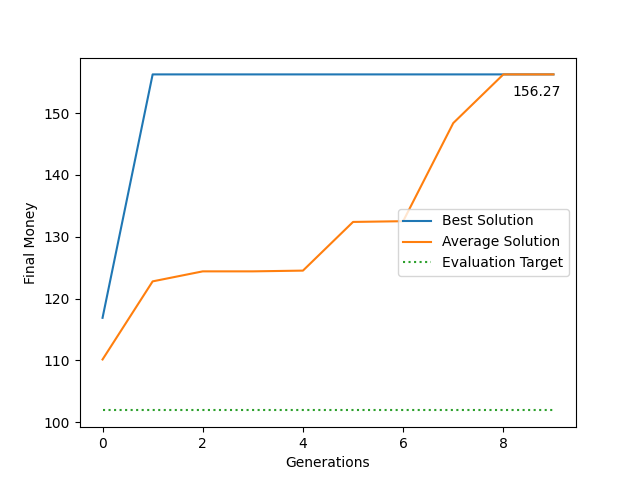 150
140
130
120
110
100
Final Money
156.27
Best Solution
Average Solution
Evaluation Target
0
2
4
6
8
Generations